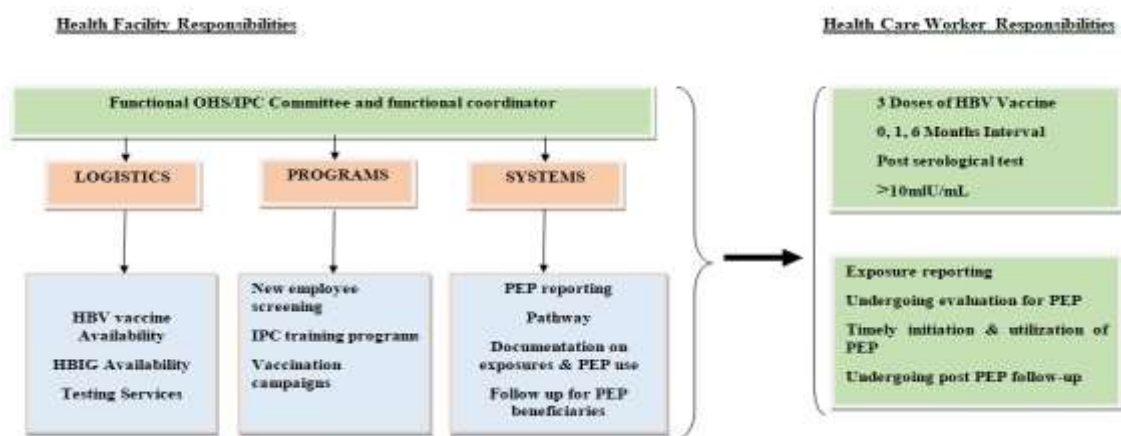 Health Facility Responsibilities
Health Care Worker Responsibilities
Functional OHS/IPC Committee and functional coordinator
LOGISTICS
PROGRAMS
SYSTEMS
HBV vaccine
Availability
HBIG Availability
Testing Services
New employee
screening
IPC training programs
Vaccination
campaigns
PEP reporting
Pathway
Documentation on
exposures & PEP use
Follow up for PEP
beneficiaries
3 Doses of HBV Vaccine
0, 1, 6 Months Interval
Post serological test
>10mIU/mL
Exposure reporting
Undergoing evaluation for PEP
Timely initiation & utilization of
PEP
Undergoing post PEP follow-up